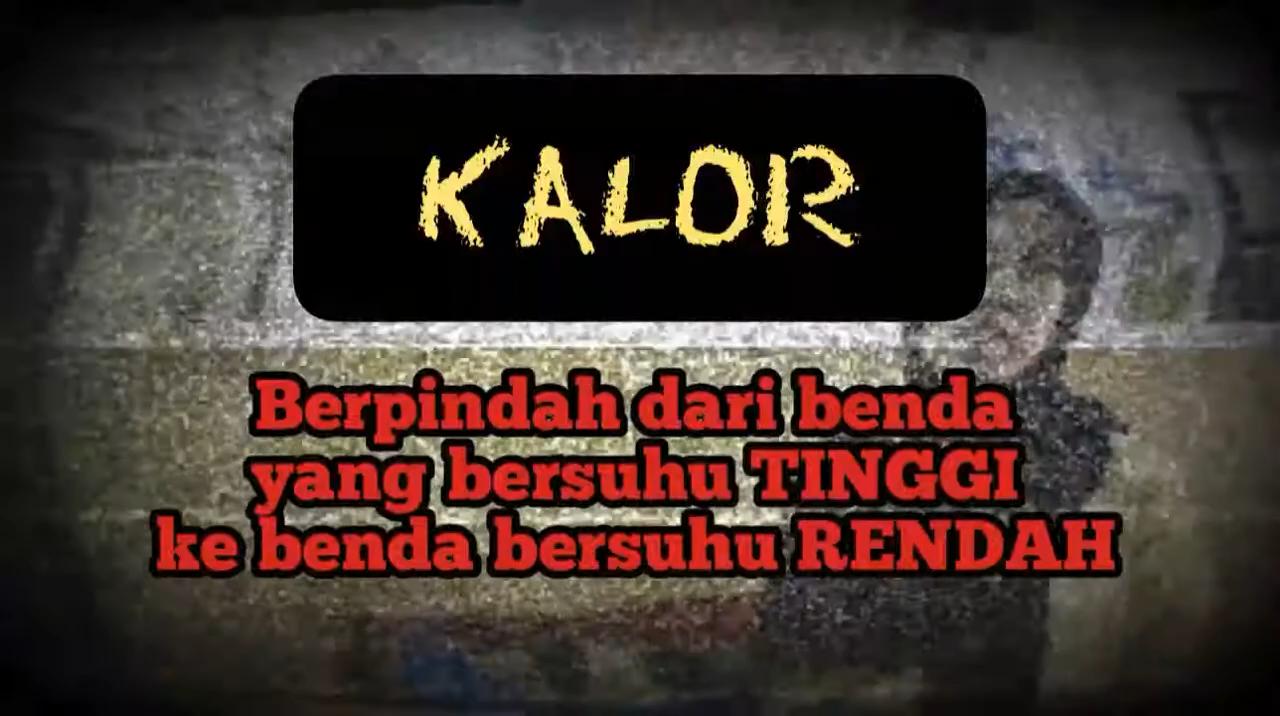 KALOR
Berpindah dari benda
yang bersuhu TINGGI
ke benda bersuhu RENDAH